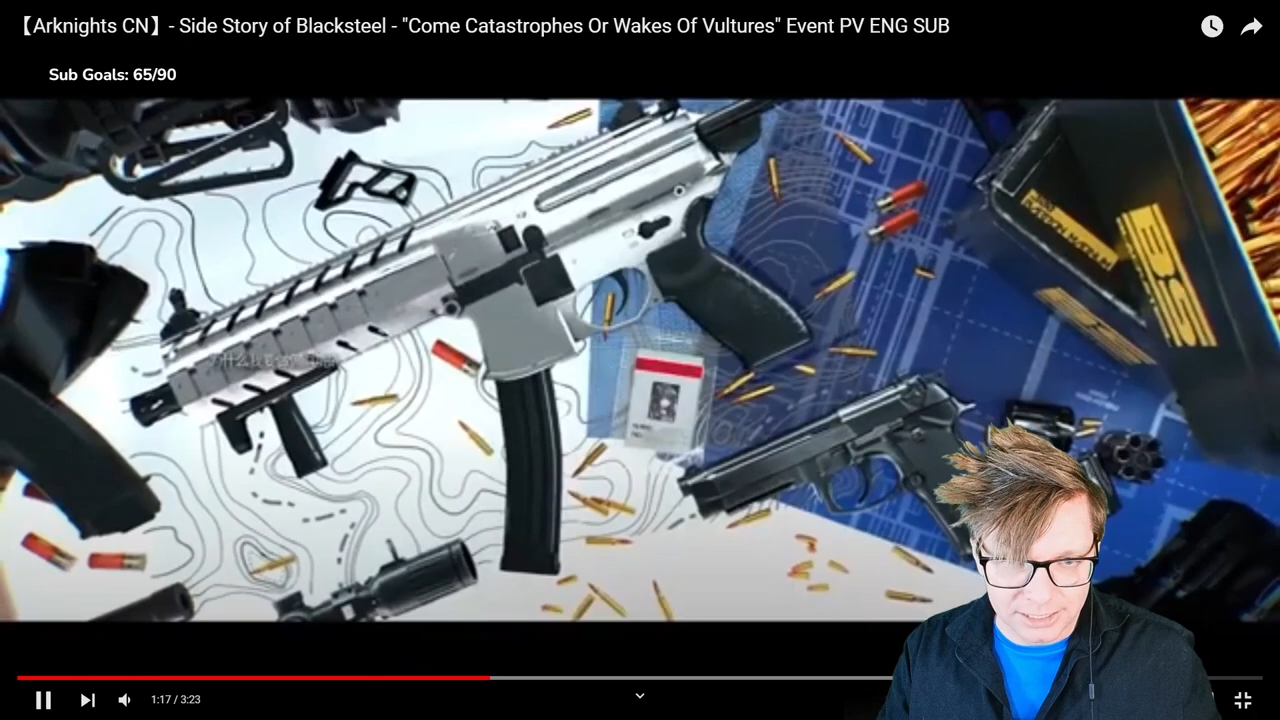 【Arknights CN】- Side Story of Blacksteel - "Come Catastrophes Or Wakes Of Vultures" Event PV ENG SUB
Sub Goals: 65/90
BS
1:17 / 3:23